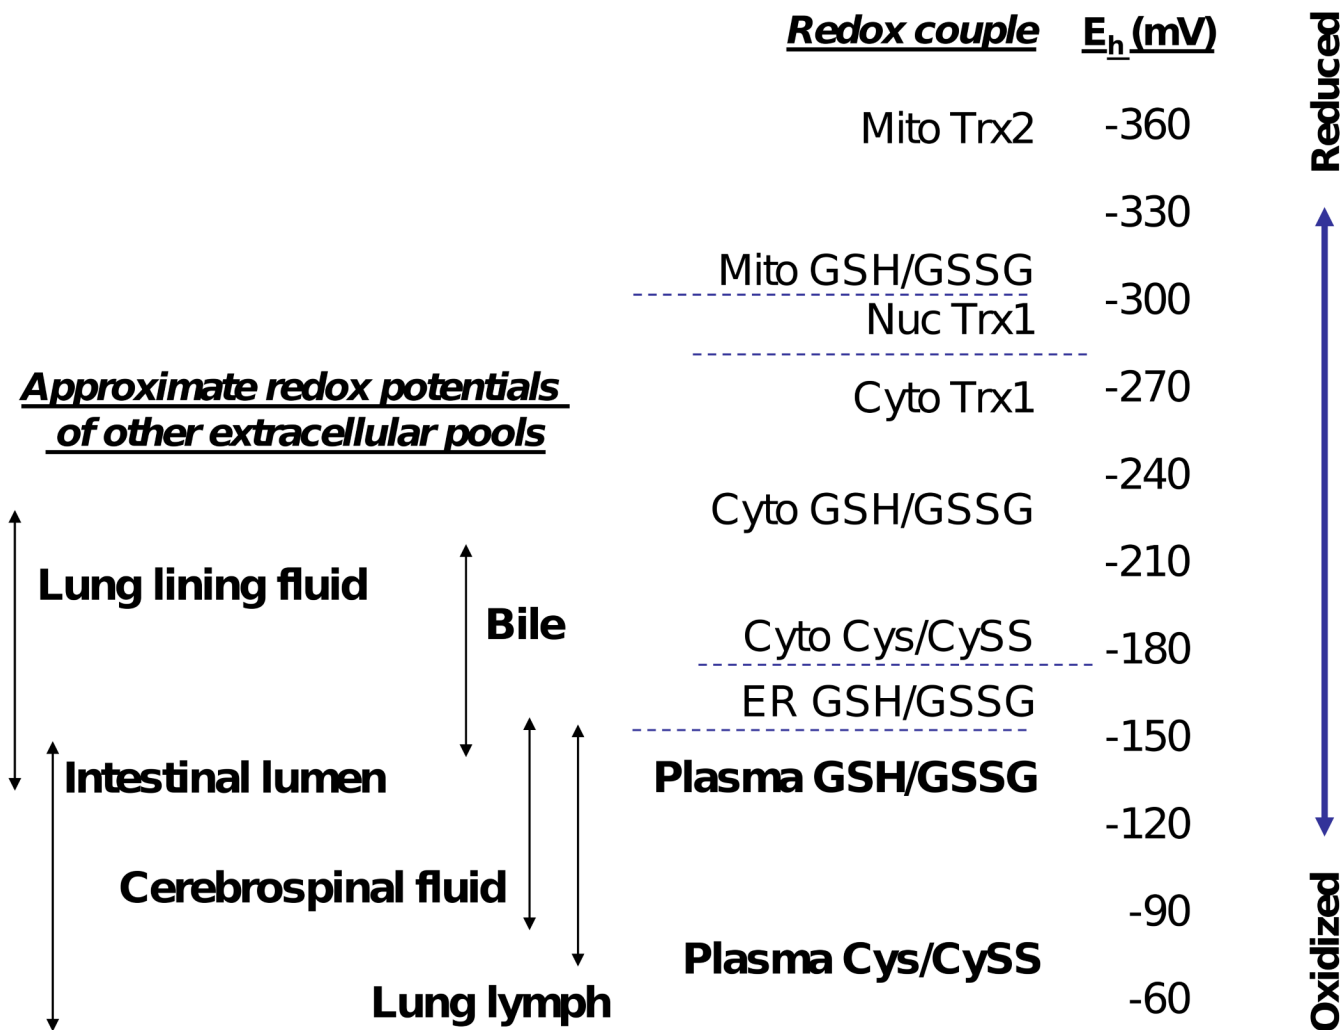 Redox couple
E_h (mV)
Reduced
Mito Trx2
-360
-330
Mito GSH/GSSG
-300
Nuc Trx1
Approximate redox potentials
of other extracellular pools
-270
Cyto Trx1
-240
Cyto GSH/GSSG
-210
Lung lining fluid
Bile
Cyto Cys/CySS
-180
ER GSH/GSSG
-150
Intestinal lumen
Plasma GSH/GSSG
-120
Cerebrospinal fluid
-90
Plasma Cys/CySS
Lung lymph
-60
Oxidized